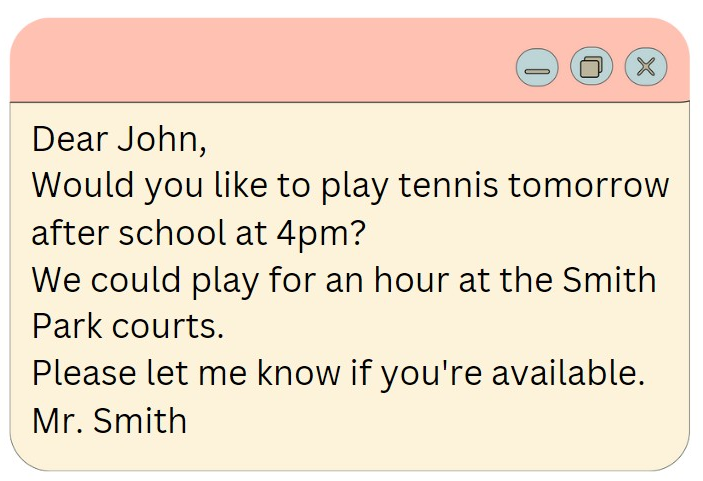 Dear John,
Would you like to play tennis tomorrow
after school at 4pm?
We could play for an hour at the Smith
Park courts.
Please let me know if you're available.
Mr. Smith